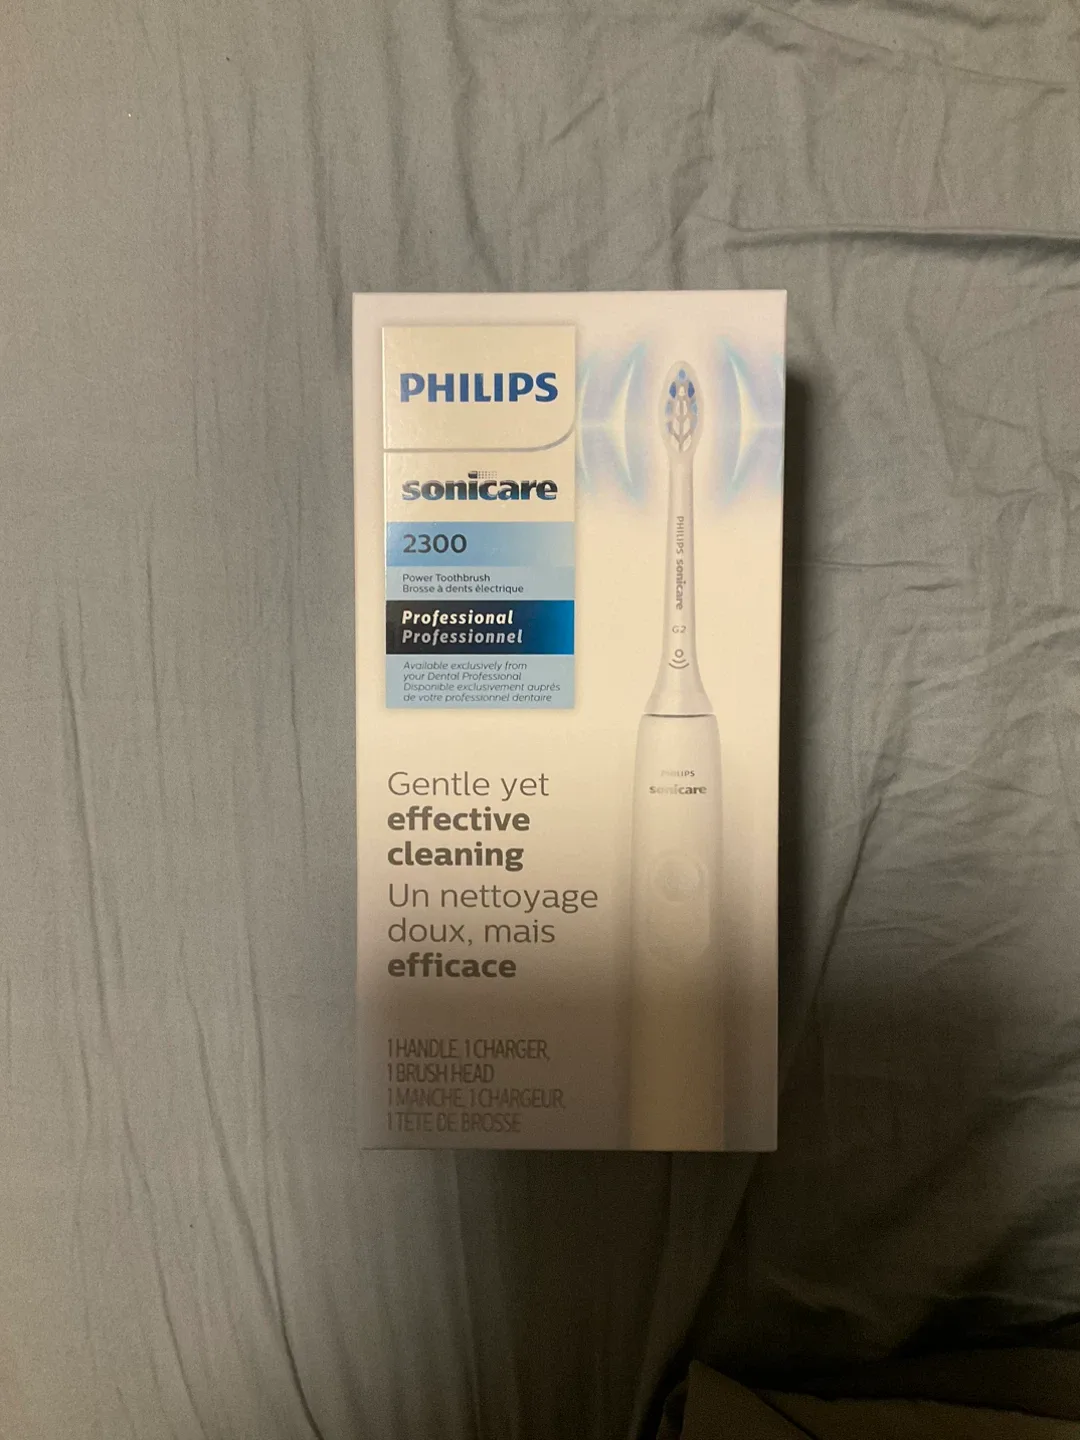 PHILIPS
sonicare
2300
Power Toothbrush
Brosse à dents électrique
Professional
Professionnel
Available exclusively from
your Dental Professional
Disponible exclusivement auprès
de votre professionnel dentaire
Gentle yet
effective
cleaning
Un nettoyage
doux, mais
efficace
1 HANDLE, 1 CHARGER,
1 BRUSH HEAD
1 MANCHE, 1 CHARGEUR,
1 TÊTE DE BROSSE
PHILIPS sonicare
G2
PHILIPS
sonicare